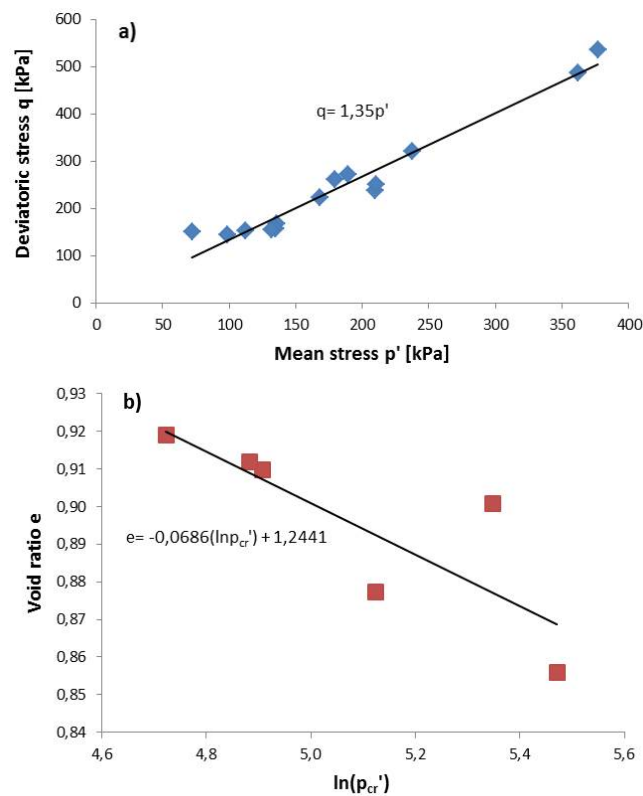 a)
Deviatoric stress q [kPa]
600
500
400
300
200
100
0
q= 1,35p'
0 50 100 150 200 250 300 350 400
Mean stress p' [kPa]
b)
Void ratio e
0,93
0,92
0,91
0,90
0,89
0,88
0,87
0,86
0,85
0,84
e= -0,0686(lnpcr') + 1,2441
4,6 4,8 5,0 5,2 5,4 5,6
ln(pcr')